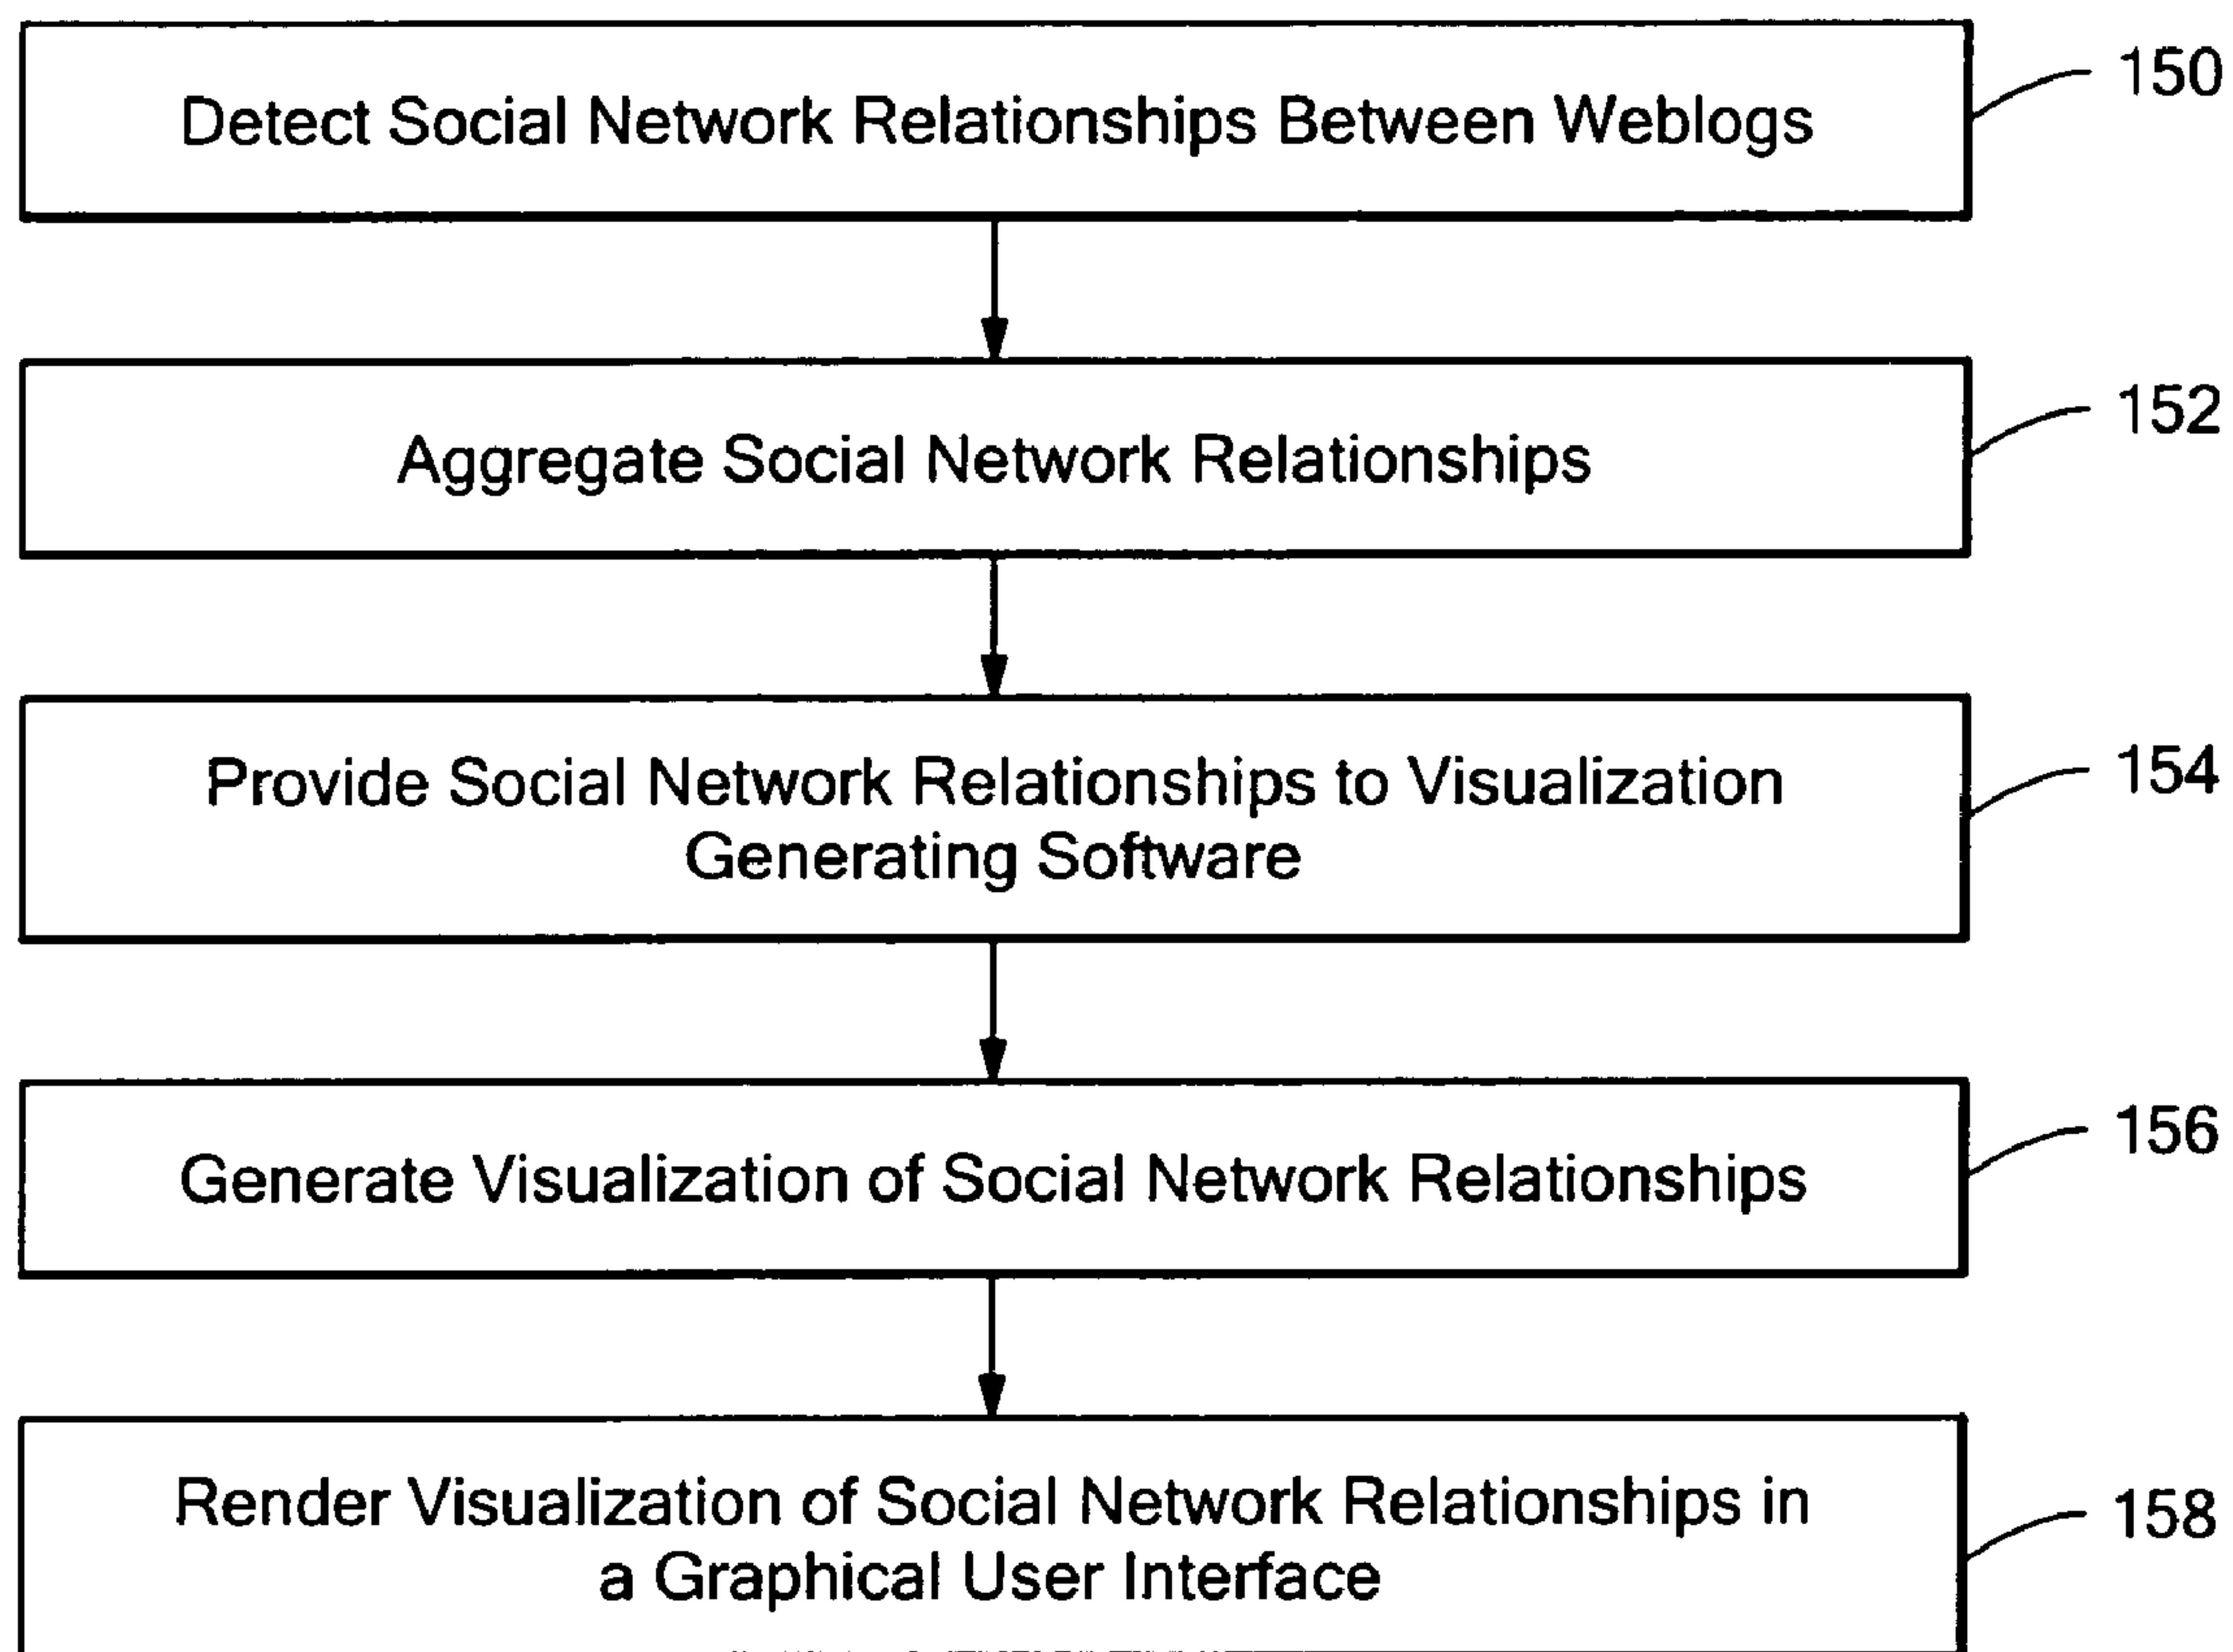 Detect Social Network Relationships Between Weblogs
150
Aggregate Social Network Relationships
152
Provide Social Network Relationships to Visualization
Generating Software
154
Generate Visualization of Social Network Relationships
156
Render Visualization of Social Network Relationships in
a Graphical User Interface
158